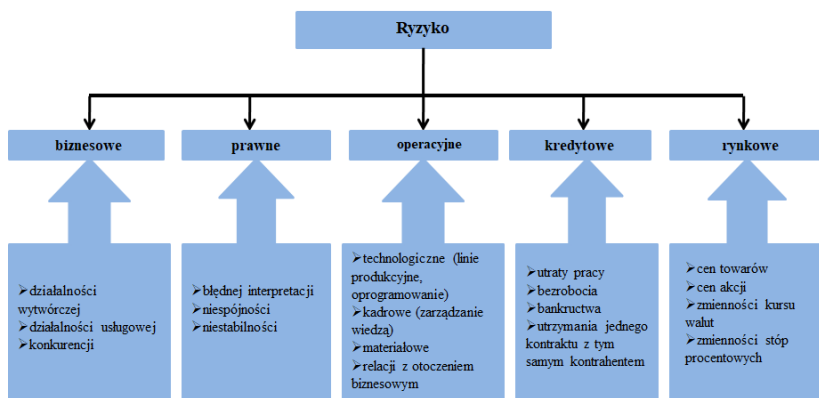 Ryzyko
biznesowe
prawne
operacyjne
kredytowe
rynkowe
➢działalności
wytwórczej
➢działalności usługowej
➢konkurencji
➢błędnej interpretacji
➢niespójności
➢niestabilności
➢technologiczne (linie
produkcyjne,
oprogramowanie)
➢kadrowe (zarządzanie
wiedzą)
➢materiałowe
➢relacji z otoczeniem
biznesowym
➢utraty pracy
➢bezrobocia
➢bankructwa
➢utrzymania jednego
kontraktu z tym
samym kontrahentem
➢cen towarów
➢cen akcji
➢zmienności kursu
walut
➢zmienności stóp
procentowych